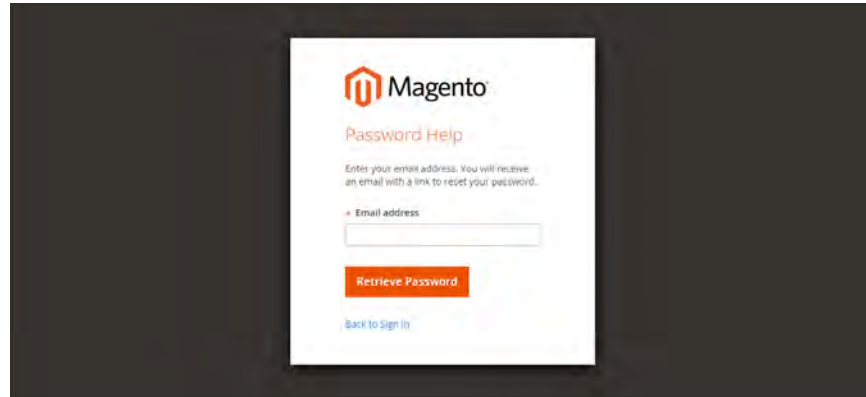 Magento
Password Help
Enter your email address. You will receive
an email with a link to reset your password.
* Email address
Retrieve Password
Back to Sign in